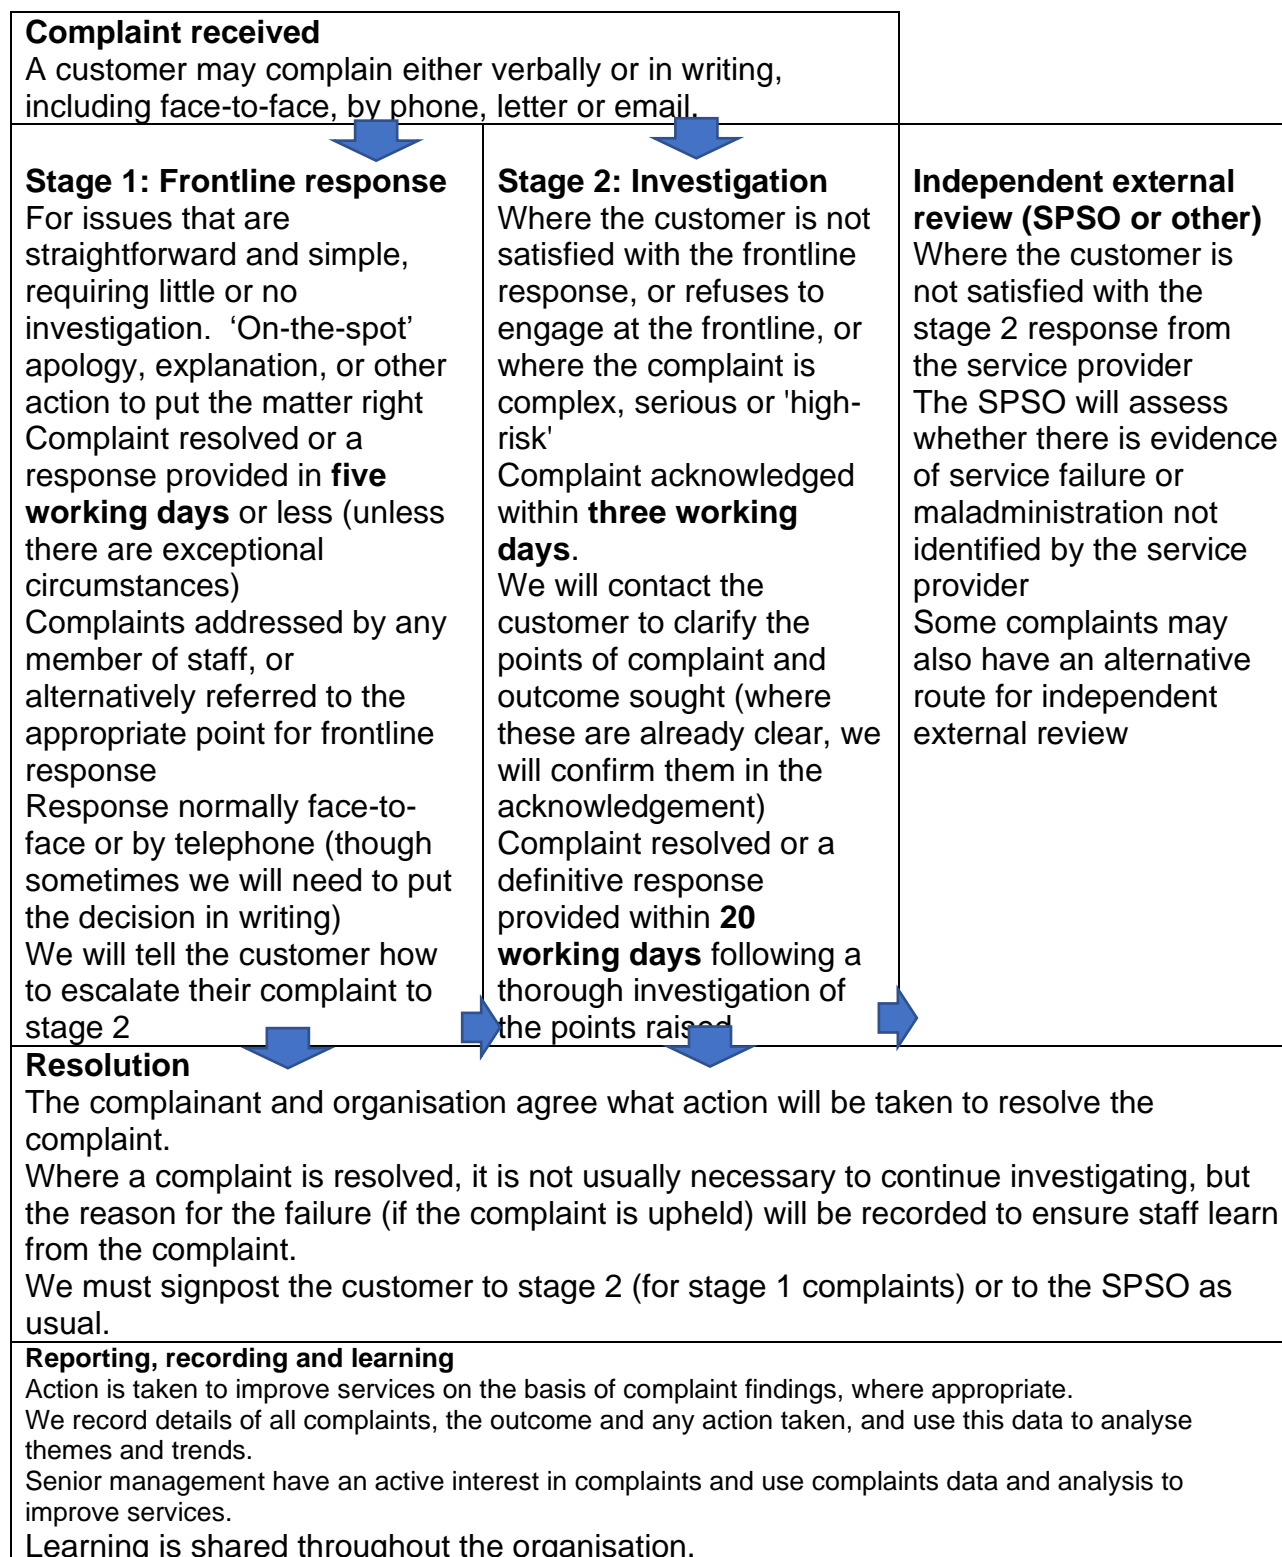 Complaint received
A customer may complain either verbally or in writing,
including face-to-face, by phone, letter or email.
Stage 1: Frontline response
For issues that are
straightforward and simple,
requiring little or no
investigation.  ‘On-the-spot’
apology, explanation, or other
action to put the matter right
Complaint resolved or a
response provided in five
working days or less (unless
there are exceptional
circumstances)
Complaints addressed by any
member of staff, or
alternatively referred to the
appropriate point for frontline
response
Response normally face-to-
face or by telephone (though
sometimes we will need to put
the decision in writing)
We will tell the customer how
to escalate their complaint to
stage 2
Stage 2: Investigation
Where the customer is not
satisfied with the frontline
response, or refuses to
engage at the frontline, or
where the complaint is
complex, serious or 'high-
risk'
Complaint acknowledged
within three working
days.
We will contact the
customer to clarify the
points of complaint and
outcome sought (where
these are already clear, we
will confirm them in the
acknowledgement)
Complaint resolved or a
definitive response
provided within 20
working days following a
thorough investigation of
the points raised
Independent external
review (SPSO or other)
Where the customer is
not satisfied with the
stage 2 response from
the service provider
The SPSO will assess
whether there is evidence
of service failure or
maladministration not
identified by the service
provider
Some complaints may
also have an alternative
route for independent
external review
Resolution
The complainant and organisation agree what action will be taken to resolve the
complaint.
Where a complaint is resolved, it is not usually necessary to continue investigating, but
the reason for the failure (if the complaint is upheld) will be recorded to ensure staff learn
from the complaint.
We must signpost the customer to stage 2 (for stage 1 complaints) or to the SPSO as
usual.
Reporting, recording and learning
Action is taken to improve services on the basis of complaint findings, where appropriate.
We record details of all complaints, the outcome and any action taken, and use this data to analyse
themes and trends.
Senior management have an active interest in complaints and use complaints data and analysis to
improve services.
Learning is shared throughout the organisation.